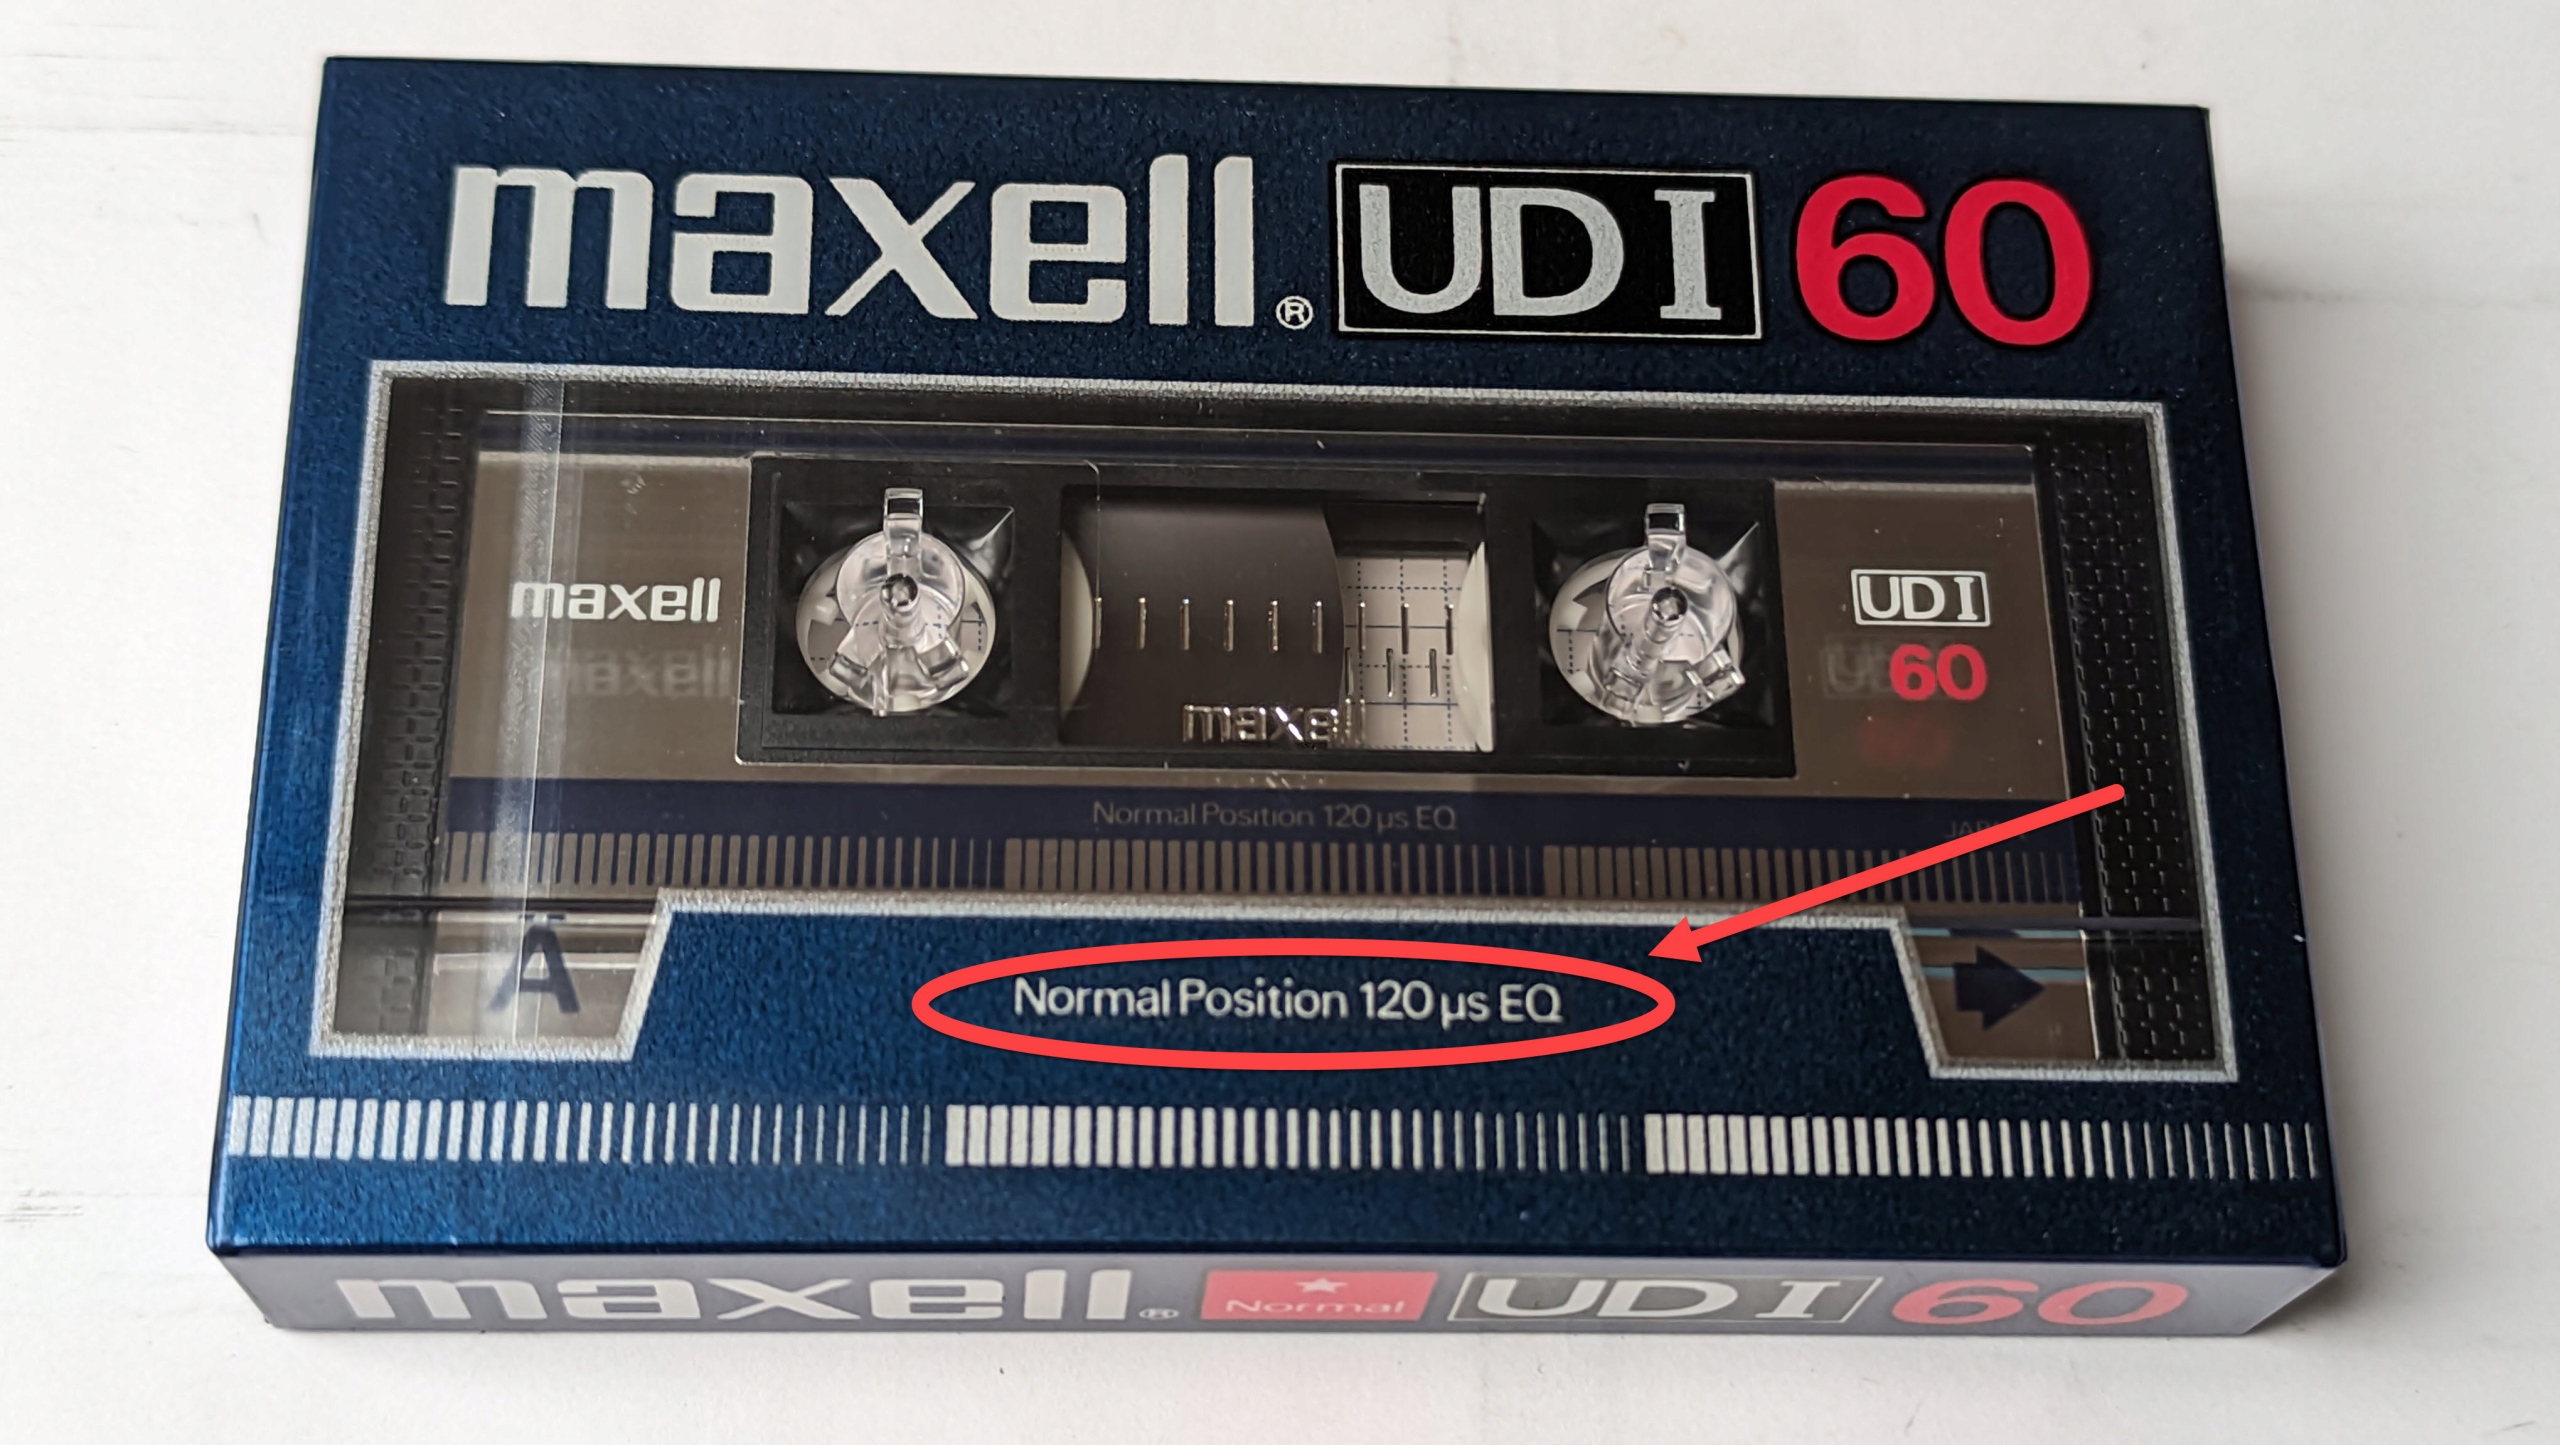 maxell® UD I 60
maxell
UD I
60
maxell
Normal Position 120 µs EQ
JAPAN
A
Normal Position 120 µs EQ
maxell® Normal UD I 60